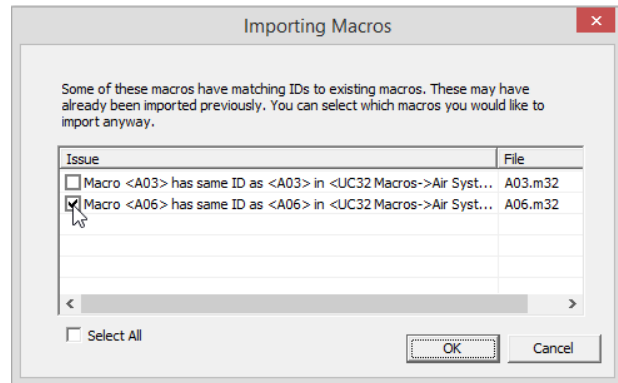 Importing Macros
Some of these macros have matching IDs to existing macros. These may have
already been imported previously. You can select which macros you would like to
import anyway.
Issue File
Macro <A03> has same ID as <A03> in <UC32 Macros->Air Syst... A03.m32
Macro <A06> has same ID as <A06> in <UC32 Macros->Air Syst... A06.m32
Select All
OK Cancel